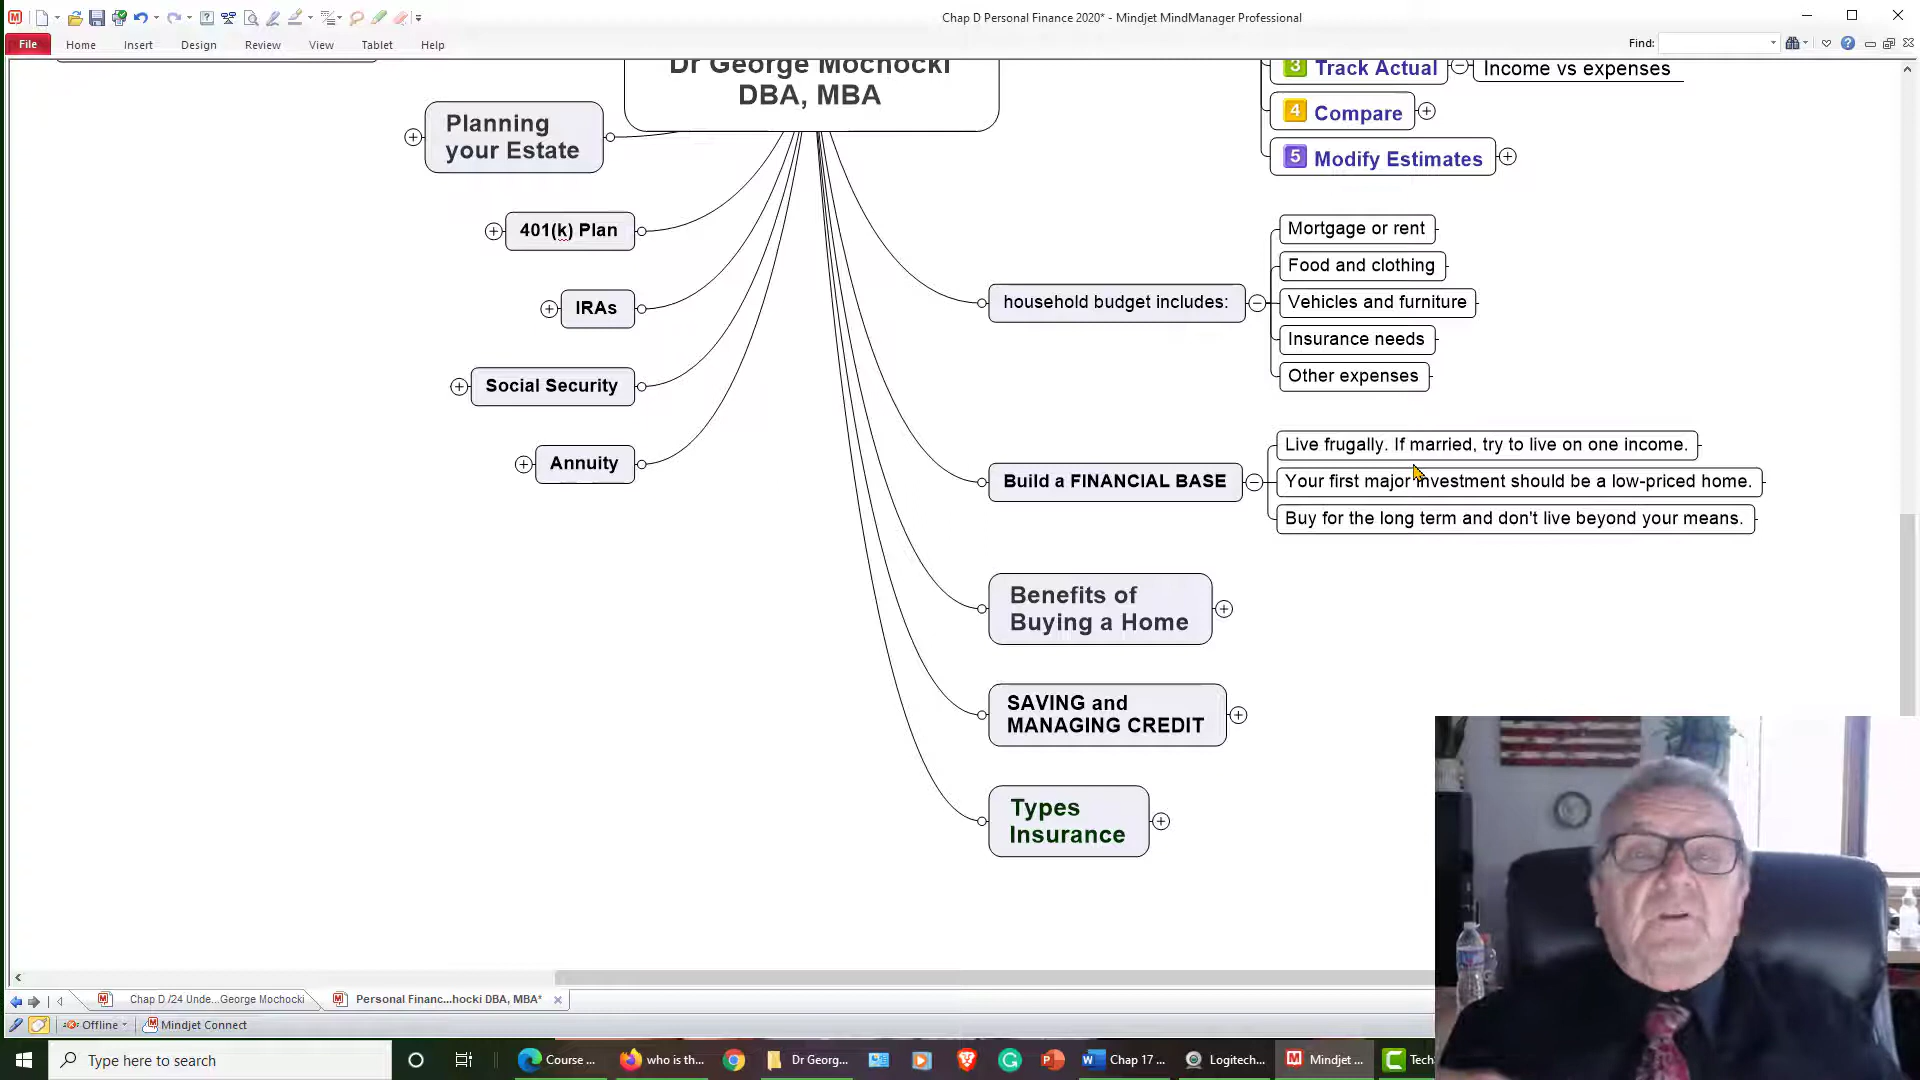 Chap D Personal Finance 2020* - Mindjet MindManager Professional
File Home Insert Design Review View Tablet Help
Find:
Dr George Mochocki
DBA, MBA
Planning
your Estate
401(k) Plan
IRAs
Social Security
Annuity
3 Track Actual
Income vs expenses
4 Compare
5 Modify Estimates
household budget includes:
Mortgage or rent
Food and clothing
Vehicles and furniture
Insurance needs
Other expenses
Build a FINANCIAL BASE
Live frugally. If married, try to live on one income.
Your first major investment should be a low-priced home.
Buy for the long term and don't live beyond your means.
Benefits of
Buying a Home
SAVING and
MANAGING CREDIT
Types
Insurance
Chap D /24 Unde...George Mochocki
Personal Financ...hocki DBA, MBA*
Offline
Mindjet Connect
Type here to search
Course ...
who is th...
Dr Georg...
Chap 17 ...
Logitech...
Mindjet ...
Tech